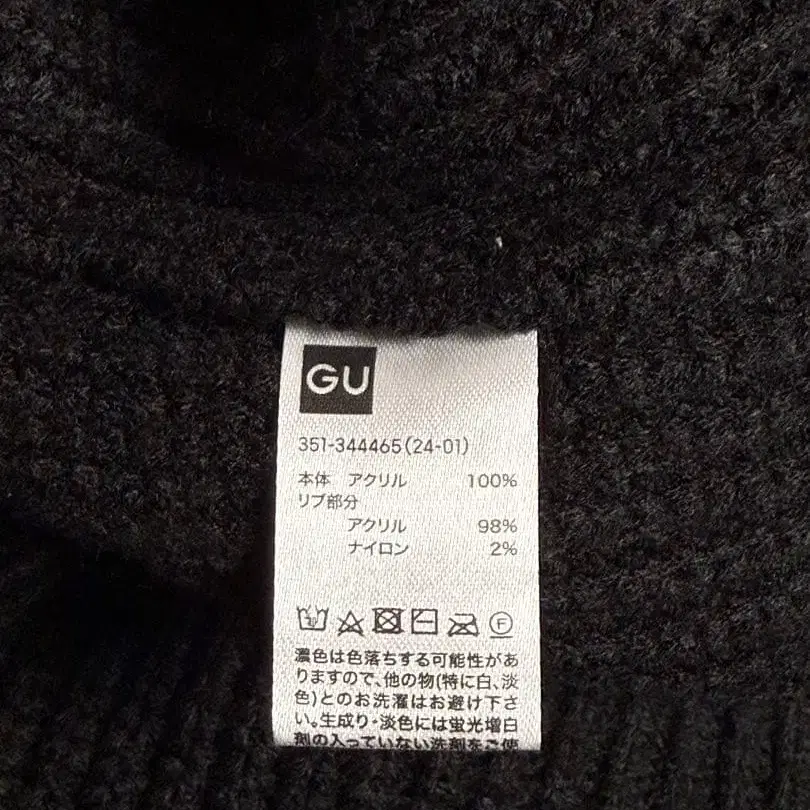 GU
351-344465(24-01)
本体 アクリル 100%
リブ部分
アクリル 98%
ナイロン 2%
F
濃色は色落ちする可能性があ
りますので、他の物(特に白、淡
色)とのお洗濯はお避け下さ
い。生成り・淡色には蛍光増白
剤の入っていない洗剤をご使